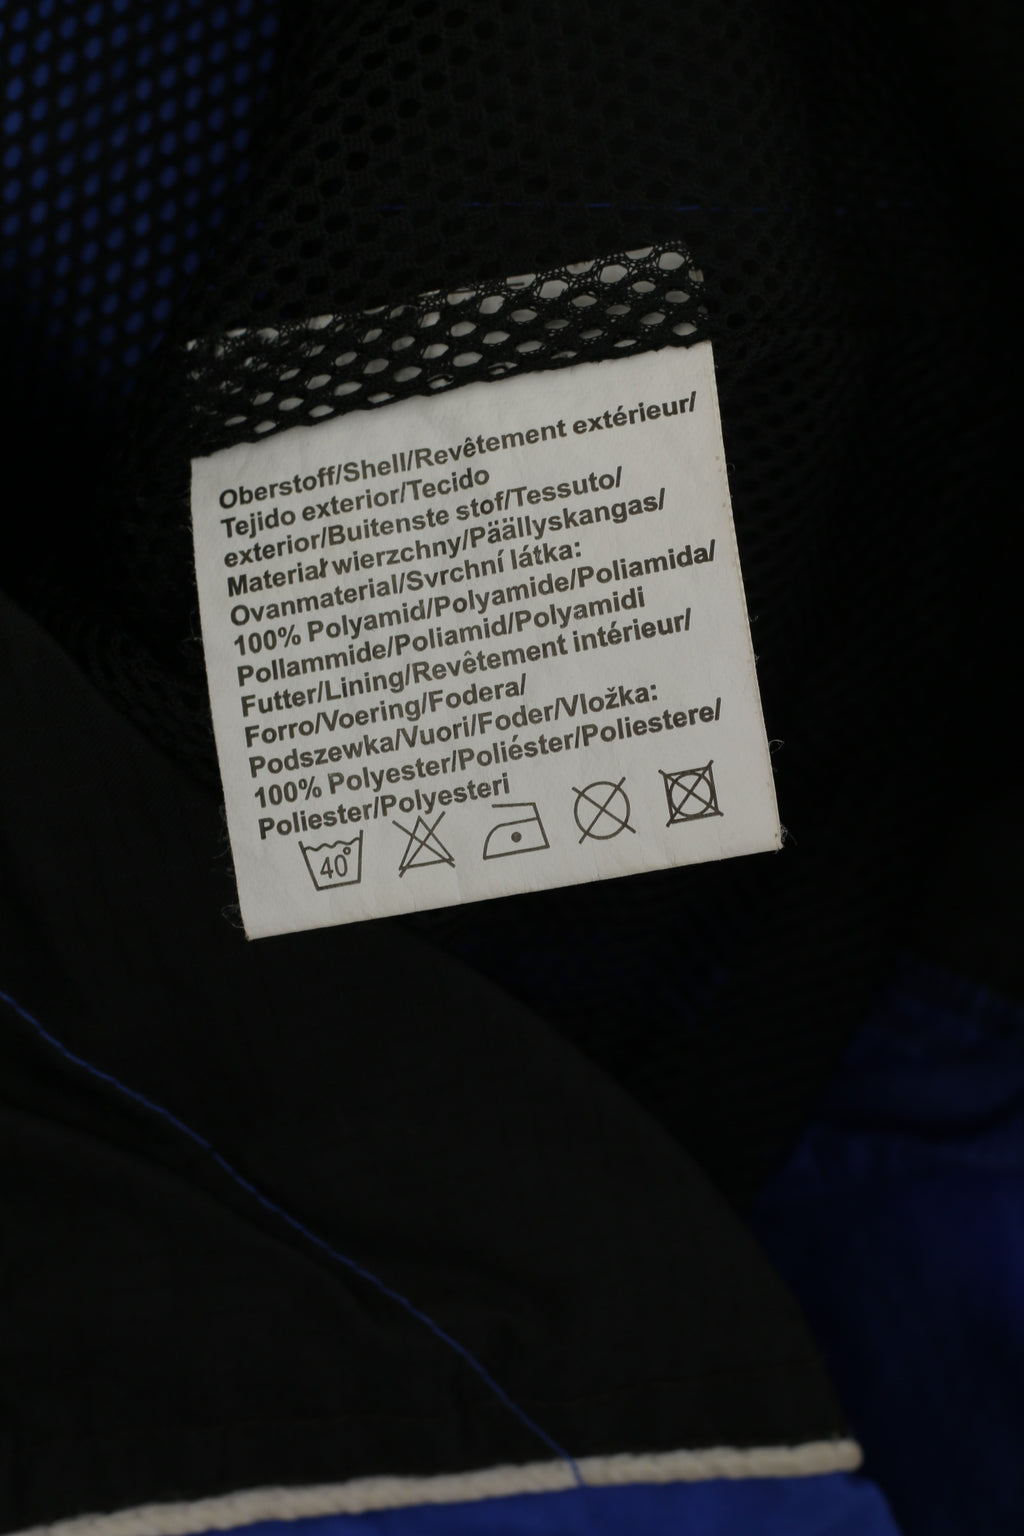 Oberstoff/Shell/Revêtement extérieur/
Tejido exterior/Tecido
exterior/Buitenste stof/Tessuto/
Materiał wierzchny/Päällyskangas/
Ovanmaterial/Svrchní látka:
100% Polyamid/Polyamide/Poliamida/
Pollammide/Poliamid/Polyamidi
Futter/Lining/Revêtement intérieur/
Forro/Voering/Fodera/
Podszewka/Vuori/Foder/Vložka:
100% Polyester/Poliéster/Poliestere/
Poliester/Polyesteri
40°